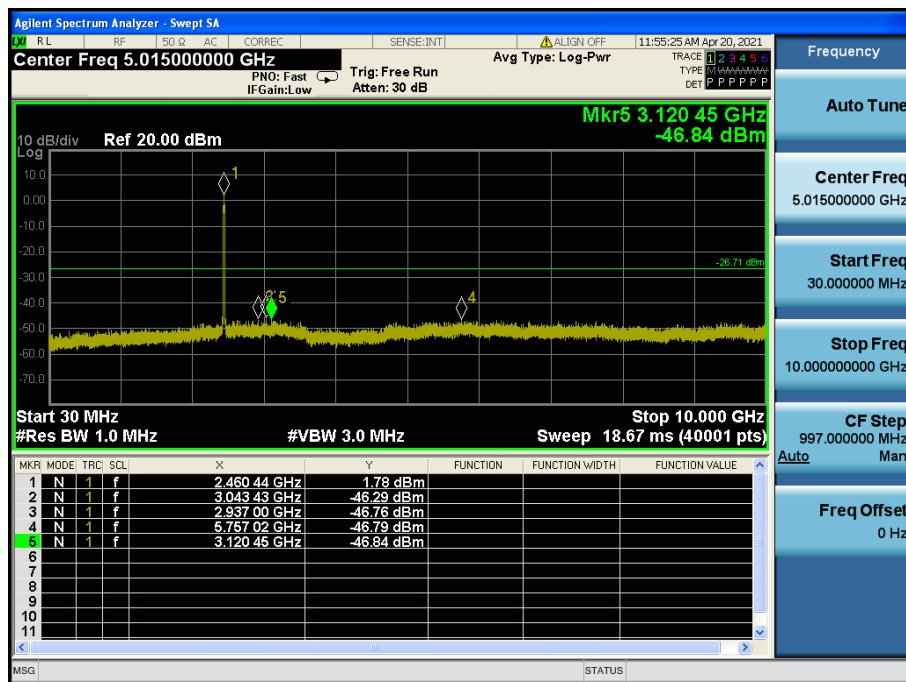 Agilent Spectrum Analyzer - Swept SA
LXI RL RF 50 Ω AC CORREC SENSE:INT ALIGN OFF 11:55:25 AM Apr 20, 2021
Center Freq 5.015000000 GHz
PNO: Fast
IFGain:Low
Trig: Free Run
Atten: 30 dB
Avg Type: Log-Pwr
TRACE 1 2 3 4 5 6
TYPE M W W W W W
DET P P P P P P
Mkr5 3.120 45 GHz
-46.84 dBm
10 dB/div Ref 20.00 dBm
Log
10.0
0.00
-10.0
-20.0
-30.0
-40.0
-50.0
-60.0
-70.0
1
-26.71 dBm
5
4
Start 30 MHz Stop 10.000 GHz
#Res BW 1.0 MHz #VBW 3.0 MHz Sweep 18.67 ms (40001 pts)
MKR MODE TRC SCL X Y FUNCTION FUNCTION WIDTH FUNCTION VALUE
1 N 1 f 2.460 44 GHz 1.78 dBm
2 N 1 f 3.043 43 GHz -46.29 dBm
3 N 1 f 2.937 00 GHz -46.76 dBm
4 N 1 f 5.757 02 GHz -46.79 dBm
5 N 1 f 3.120 45 GHz -46.84 dBm
6
7
8
9
10
11
MSG STATUS
Frequency
Auto Tune
Center Freq
5.015000000 GHz
Start Freq
30.000000 MHz
Stop Freq
10.000000000 GHz
CF Step
997.000000 MHz
Auto Man
Freq Offset
0 Hz